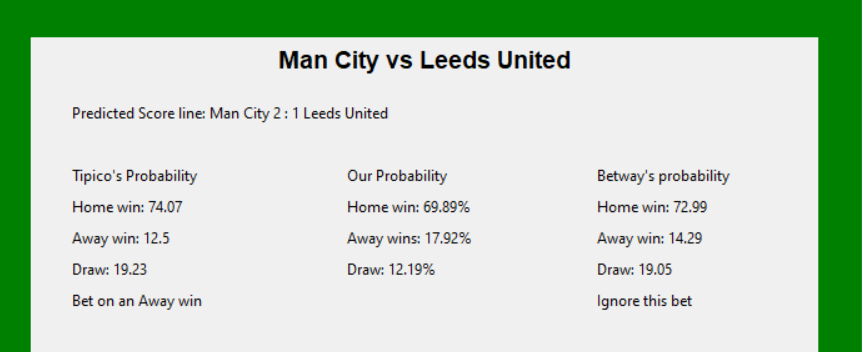 Man City vs Leeds United
Predicted Score line: Man City 2 : 1 Leeds United
Tipico's Probability Our Probability Betway's probability
Home win: 74.07 Home win: 69.89% Home win: 72.99
Away win: 12.5 Away wins: 17.92% Away win: 14.29
Draw: 19.23 Draw: 12.19% Draw: 19.05
Bet on an Away win Ignore this bet